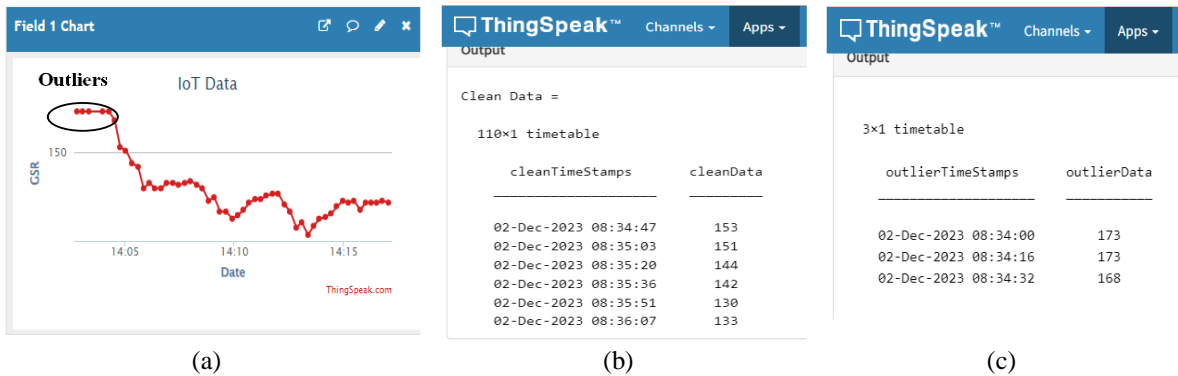 Field 1 Chart
Outliers
IoT Data
150
GSR
14:05 14:10 14:15
Date
ThingSpeak.com
(a)
ThingSpeak™ Channels Apps
Output
Clean Data =
110×1 timetable
cleanTimeStamps cleanData
02-Dec-2023 08:34:47 153
02-Dec-2023 08:35:03 151
02-Dec-2023 08:35:20 144
02-Dec-2023 08:35:36 142
02-Dec-2023 08:35:51 130
02-Dec-2023 08:36:07 133
(b)
ThingSpeak™ Channels Apps
Output
3×1 timetable
outlierTimeStamps outlierData
02-Dec-2023 08:34:00 173
02-Dec-2023 08:34:16 173
02-Dec-2023 08:34:32 168
(c)